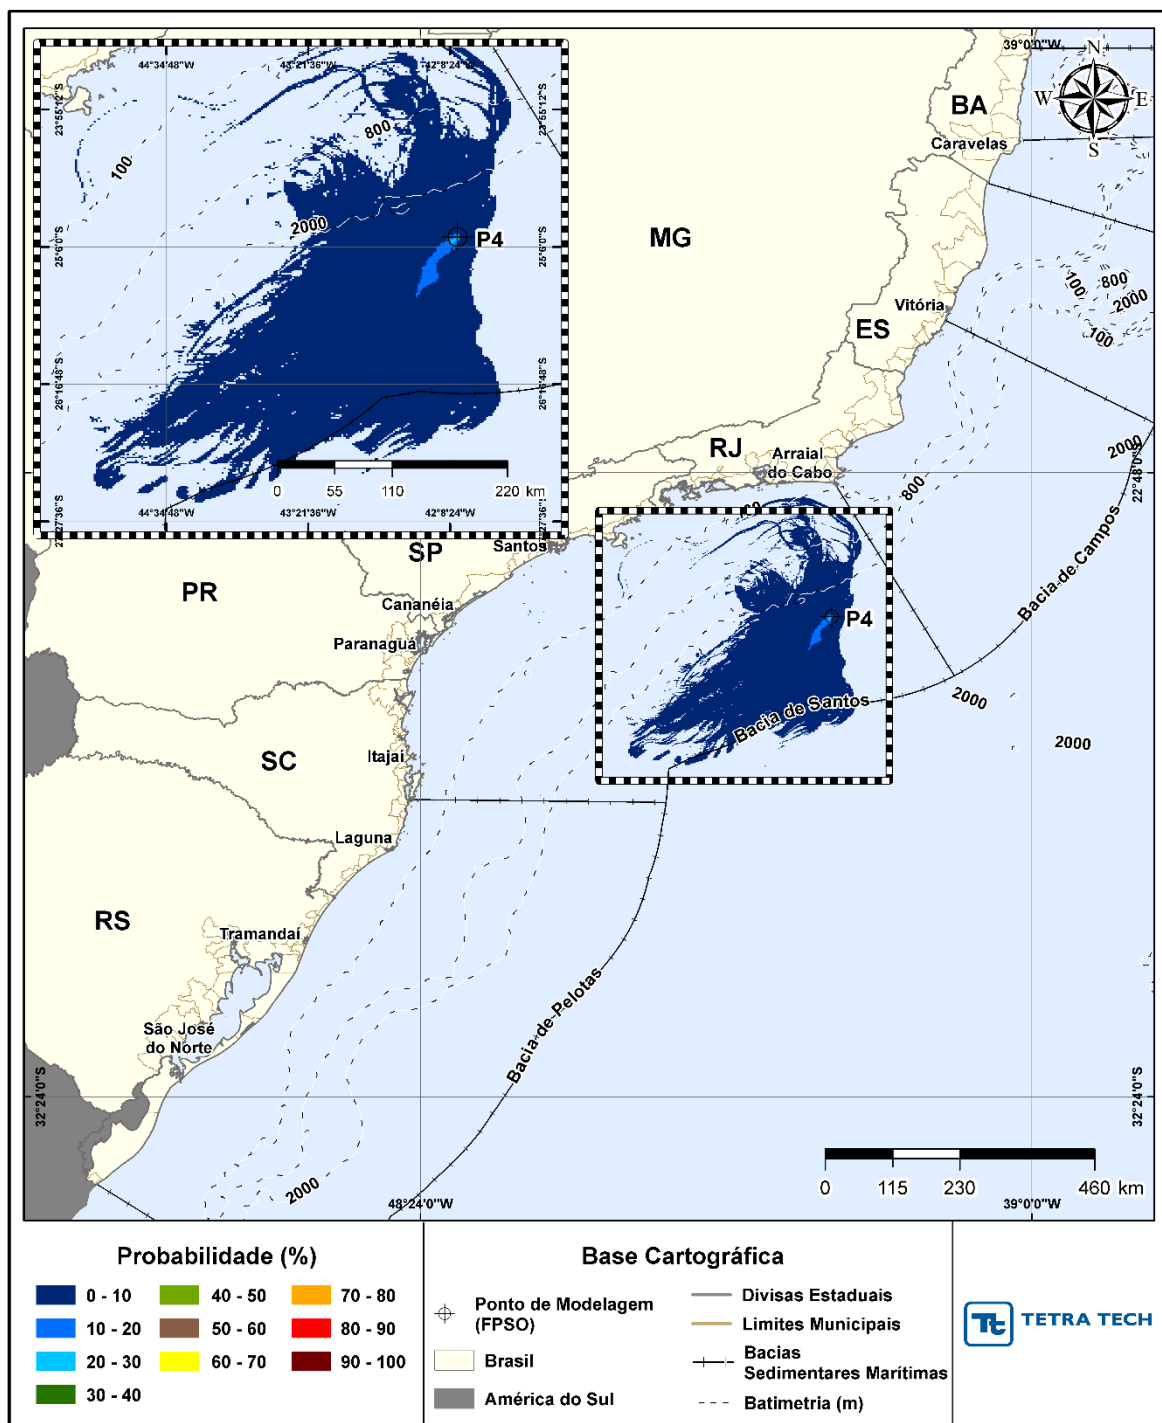 44°34'48"W
43°21'36"W
42°8'24"W
23°55'12"S
23°55'12"S
100
800
2000
P4
25°6'0"S
25°6'0"S
26°16'48"S
26°16'48"S
0
55
110
220 km
27°27'36"S
27°27'36"S
44°34'48"W
43°21'36"W
42°8'24"W
39°0'0"W
N
W
E
S
BA
Caravelas
MG
100
800
2000
100
Vitória
ES
2000
RJ
Arraial
do Cabo
22°48'0"S
800
Bacia de Campos
SP
Santos
PR
Cananéia
Paranaguá
P4
2000
Bacia de Santos
2000
SC
Itajaí
Laguna
RS
Tramandaí
Bacia de Pelotas
São José
do Norte
32°24'0"S
32°24'0"S
2000
48°24'0"W
39°0'0"W
0
115
230
460 km
Probabilidade (%)
0 - 10
10 - 20
20 - 30
30 - 40
40 - 50
50 - 60
60 - 70
70 - 80
80 - 90
90 - 100
Base Cartográfica
Ponto de Modelagem
(FPSO)
Brasil
América do Sul
Divisas Estaduais
Limites Municipais
Bacias
Sedimentares Marítimas
Batimetria (m)
Tt
TETRA TECH